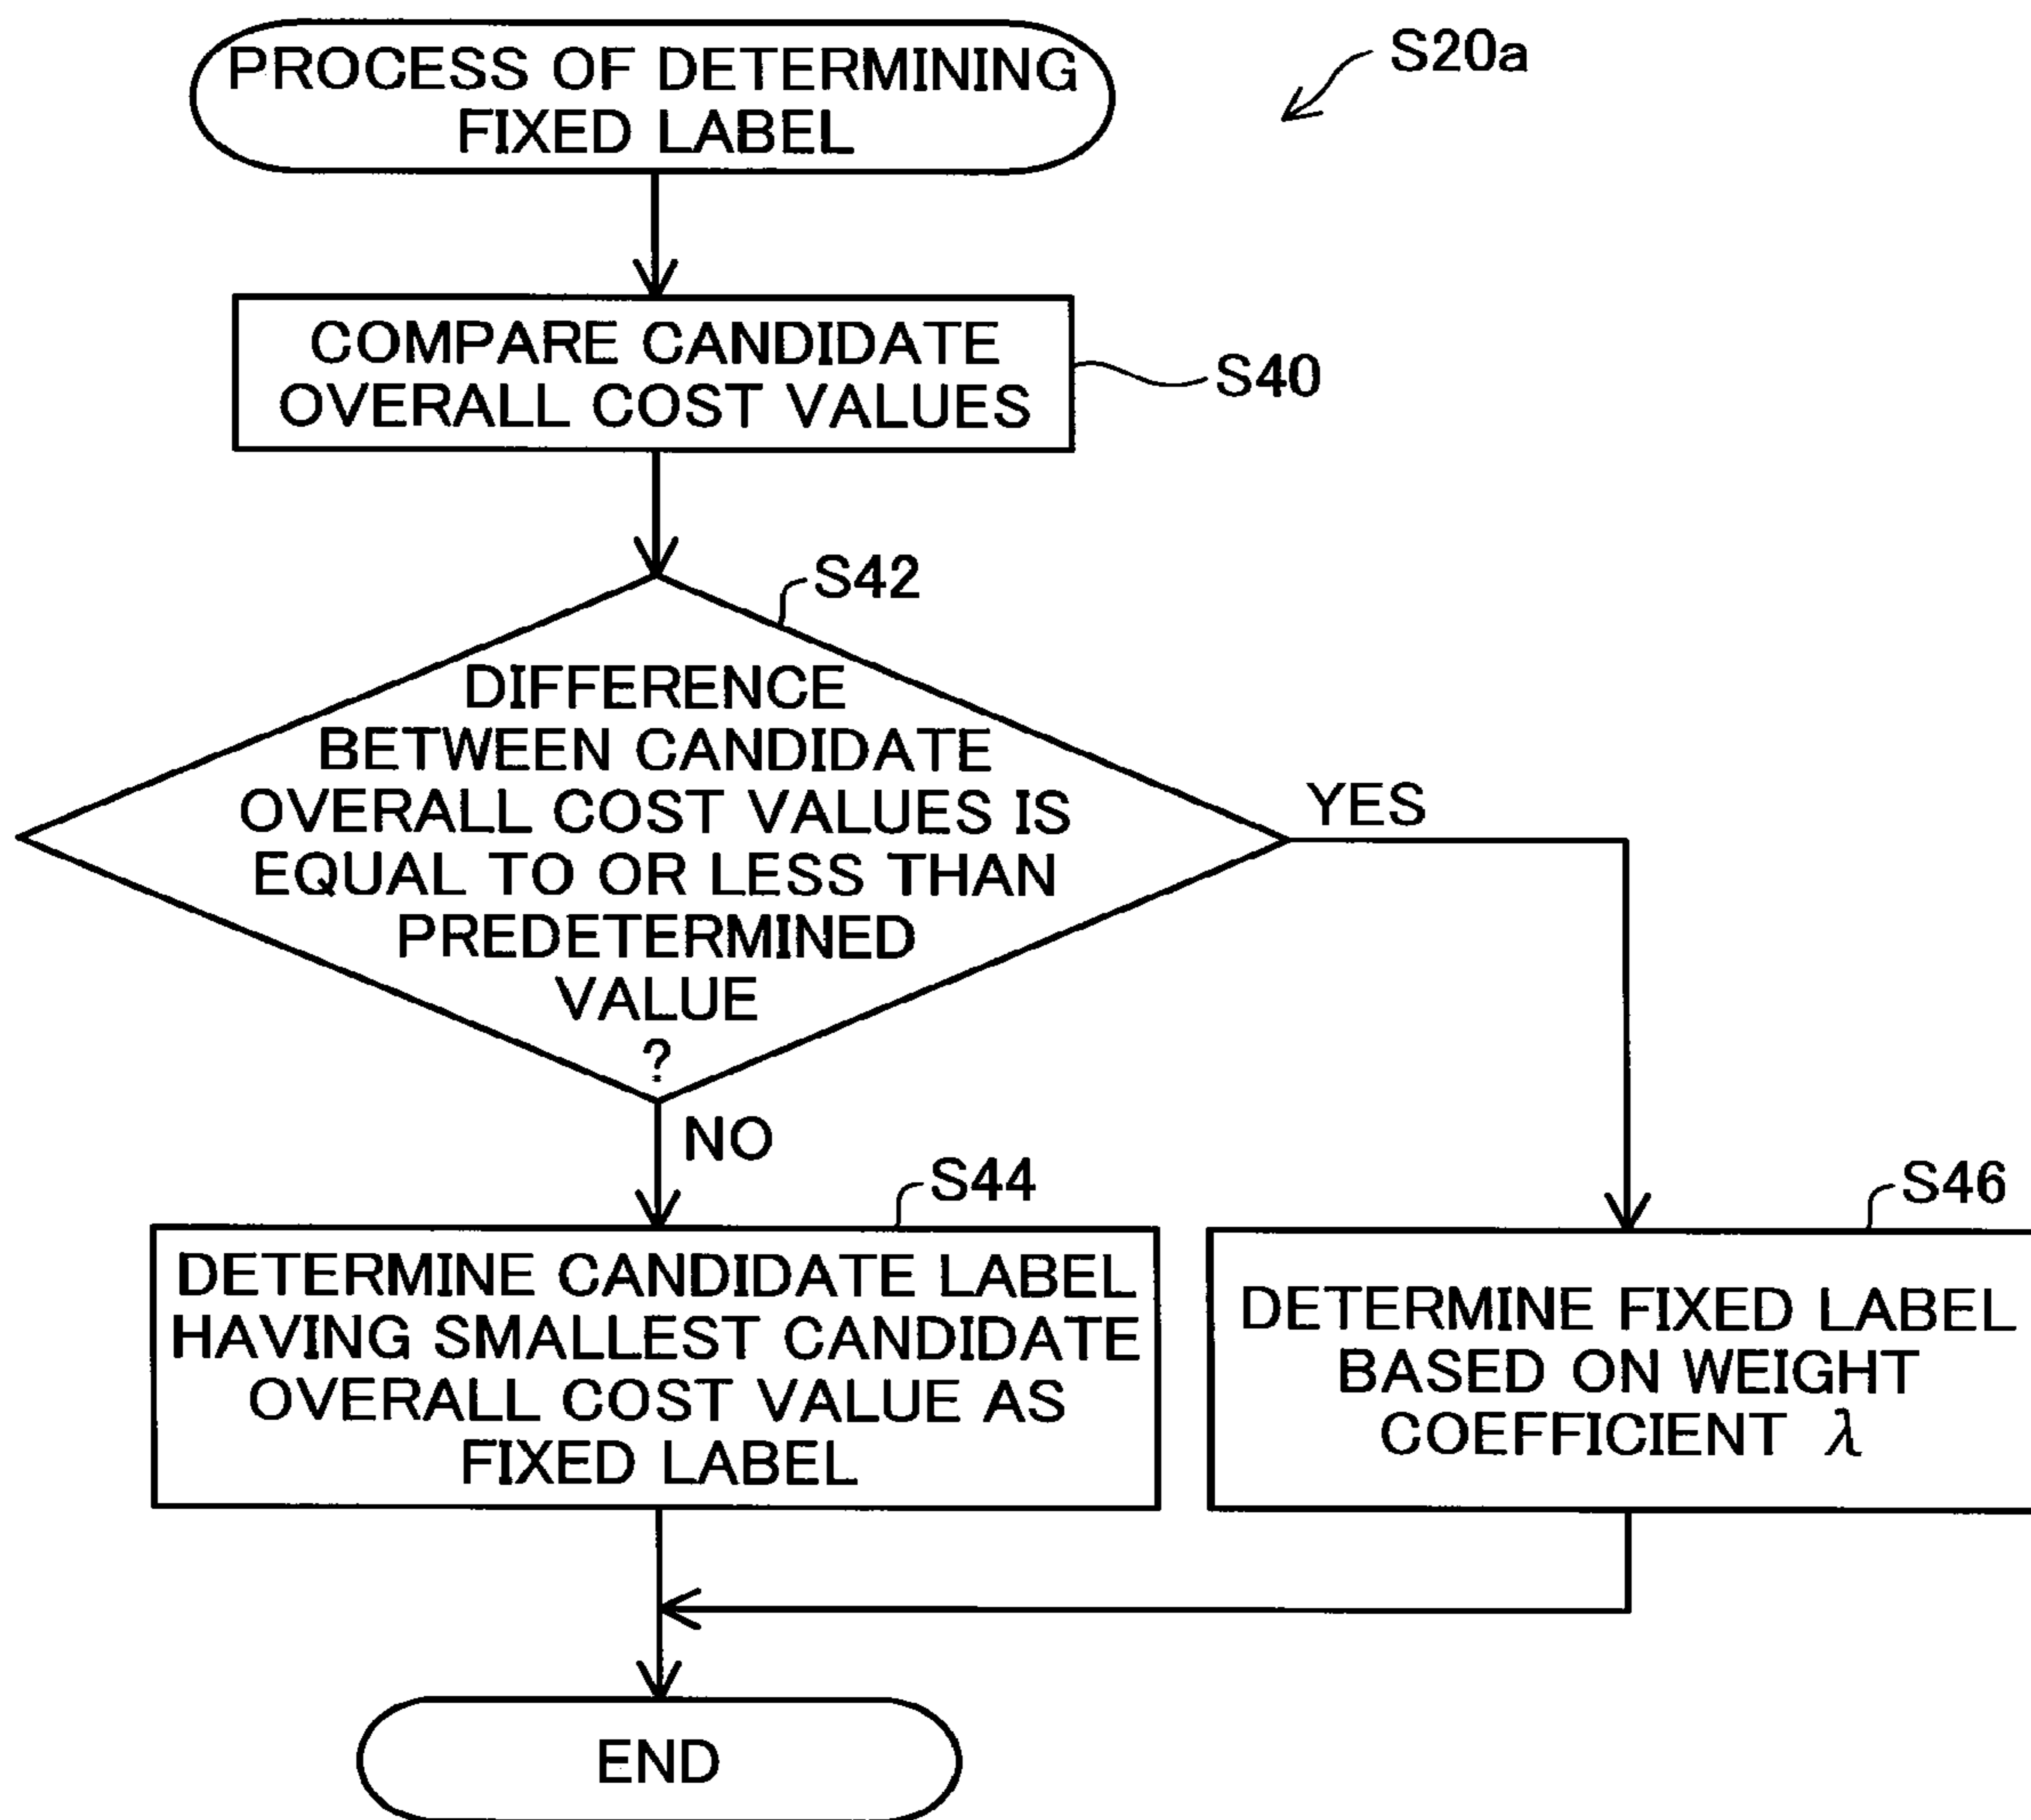 PROCESS OF DETERMINING
FIXED LABEL
S20a
COMPARE CANDIDATE
OVERALL COST VALUES
S40
S42
DIFFERENCE
BETWEEN CANDIDATE
OVERALL COST VALUES IS
EQUAL TO OR LESS THAN
PREDETERMINED
VALUE
?
YES
NO
S44
DETERMINE CANDIDATE LABEL
HAVING SMALLEST CANDIDATE
OVERALL COST VALUE AS
FIXED LABEL
S46
DETERMINE FIXED LABEL
BASED ON WEIGHT
COEFFICIENT λ
END